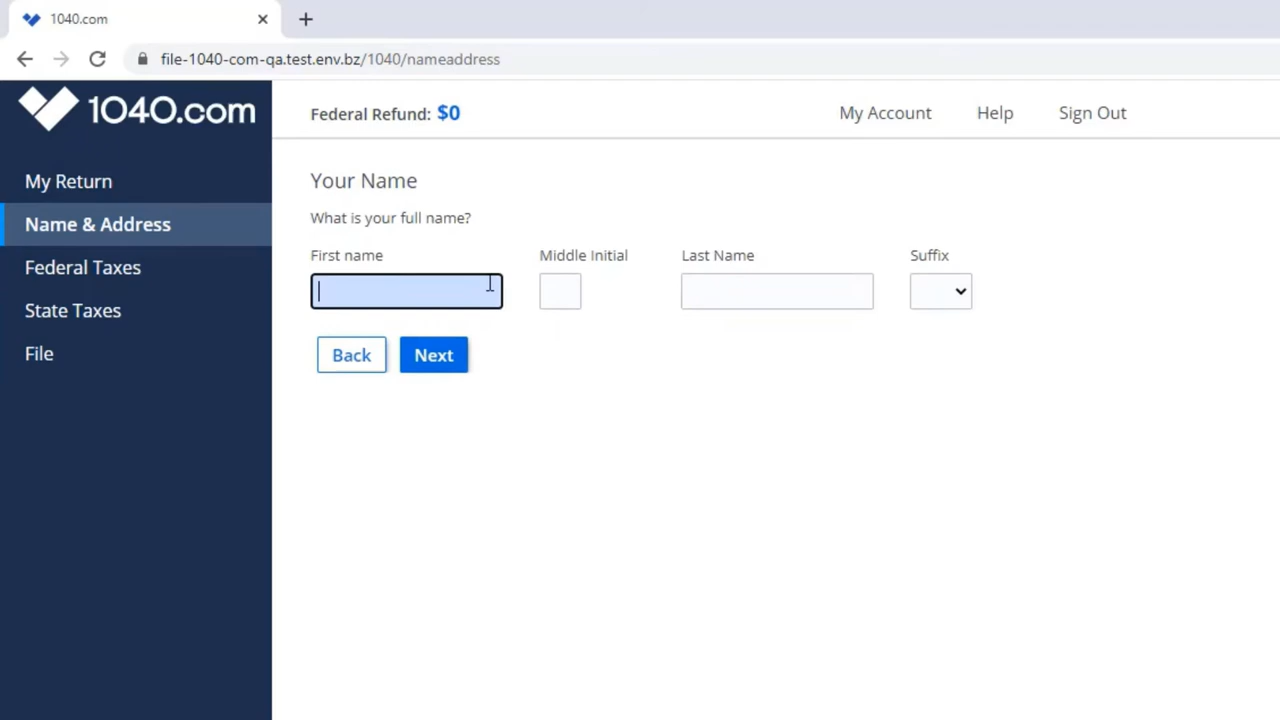 1040.com
file-1040-com-qa.test.env.bz/1040/nameaddress
1040.com
Federal Refund: $0
My Account
Help
Sign Out
My Return
Name & Address
Federal Taxes
State Taxes
File
Your Name
What is your full name?
First name
Middle Initial
Last Name
Suffix
Back
Next